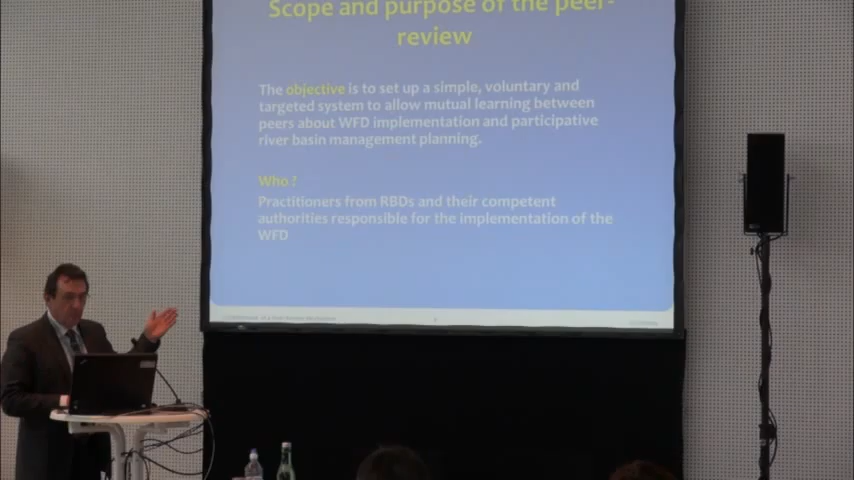 Scope and purpose of the peer-
review
The objective is to set up a simple, voluntary and
targeted system to allow mutual learning between
peers about WFD implementation and participative
river basin management planning.
Who ?
Practitioners from RBDs and their competent
authorities responsible for the implementation of the
WFD